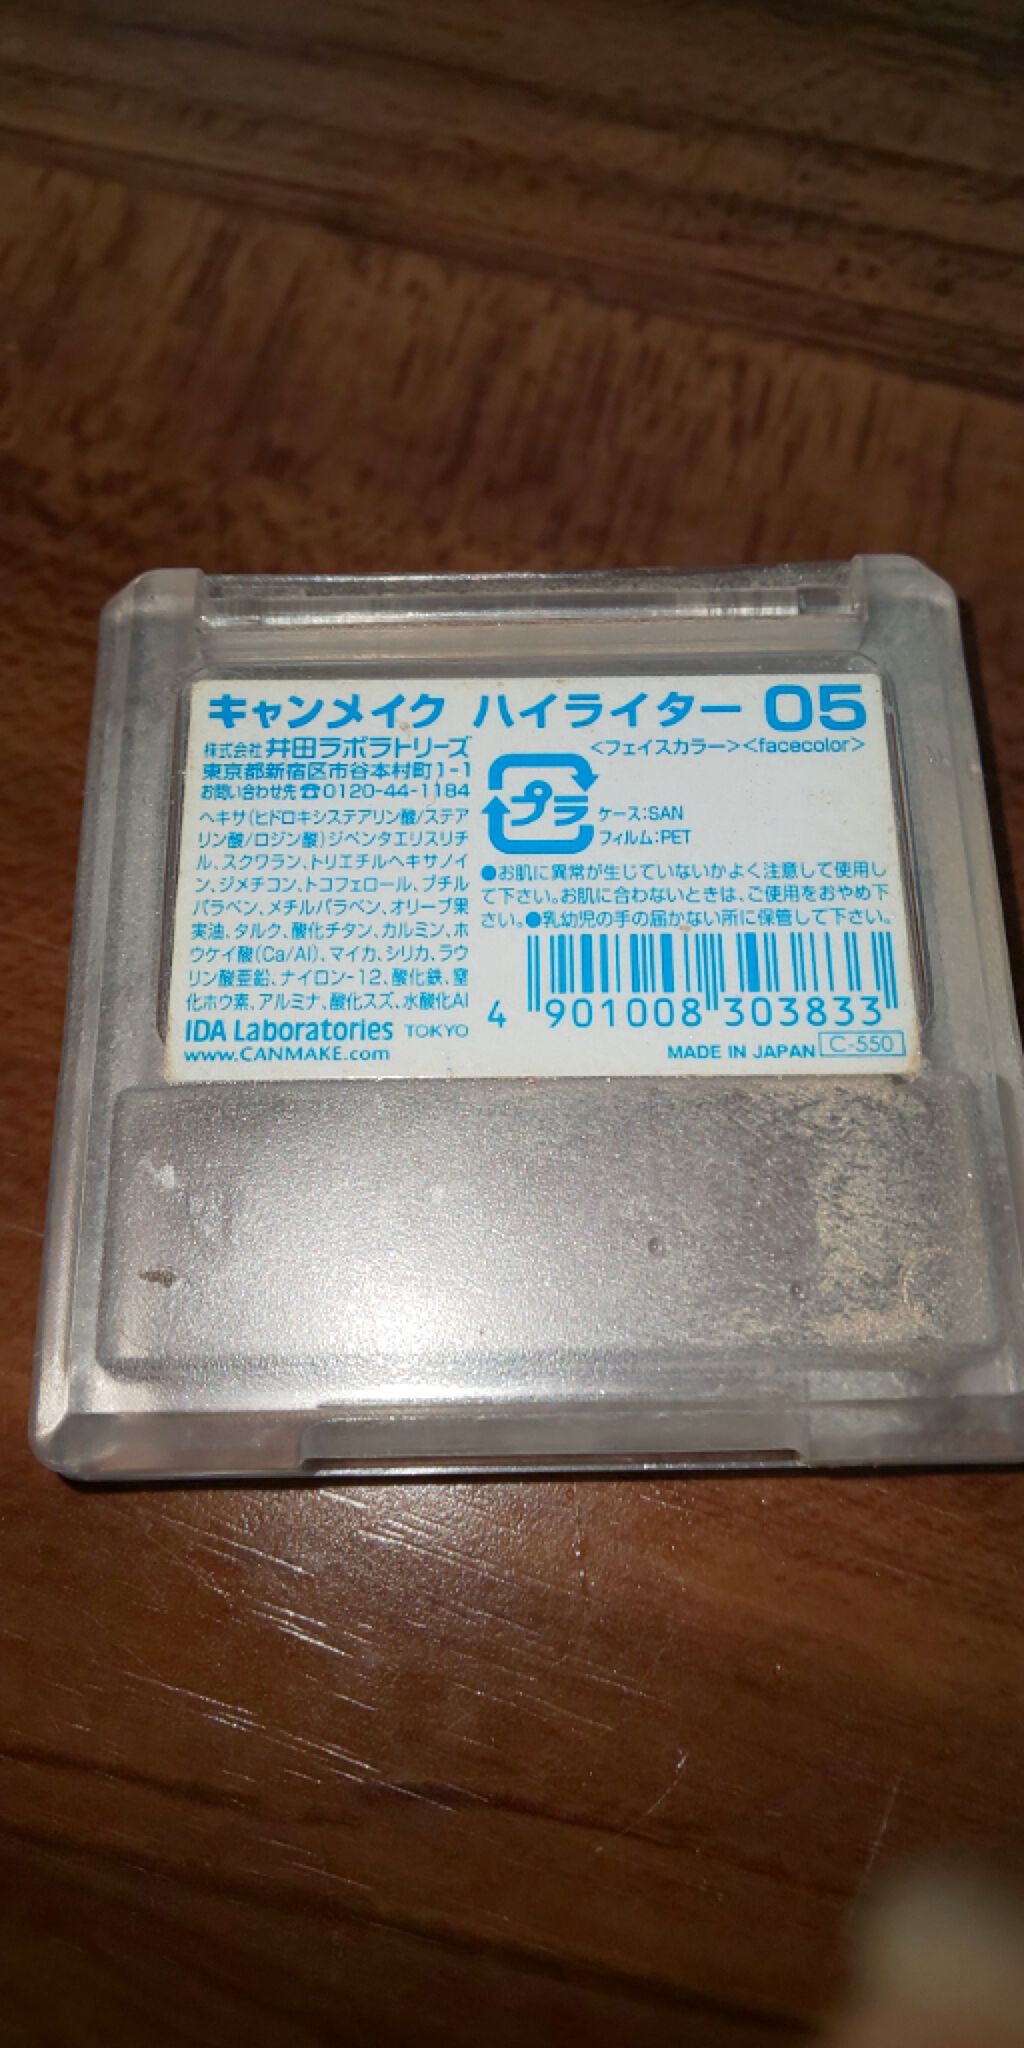 キャンメイク ハイライター 05
株式会社 井田ラボラトリーズ
東京都新宿区市谷本村町1-1
お問い合わせ先☎0120-44-1184
ヘキサ(ヒドロキシステアリン酸/ステア
リン酸/ロジン酸)ジペンタエリスリチ
ル、スクワラン、トリエチルヘキサノイ
ン、ジメチコン、トコフェロール、ブチル
パラベン、メチルパラベン、オリーブ果
実油、タルク、酸化チタン、カルミン、ホ
ウケイ酸(Ca/Al)、マイカ、シリカ、ラウ
リン酸亜鉛、ナイロン-12、酸化鉄、窒
化ホウ素、アルミナ、酸化スズ、水酸化Al
IDA Laboratories TOKYO
www.CANMAKE.com
<フェイスカラー><facecolor>
プラ
ケース:SAN
フィルム:PET
●お肌に異常が生じていないかよく注意して使用し
て下さい。お肌に合わないときは、ご使用をおやめ下
さい。●乳幼児の手の届かない所に保管して下さい。
4 901008 303833
MADE IN JAPAN C-550